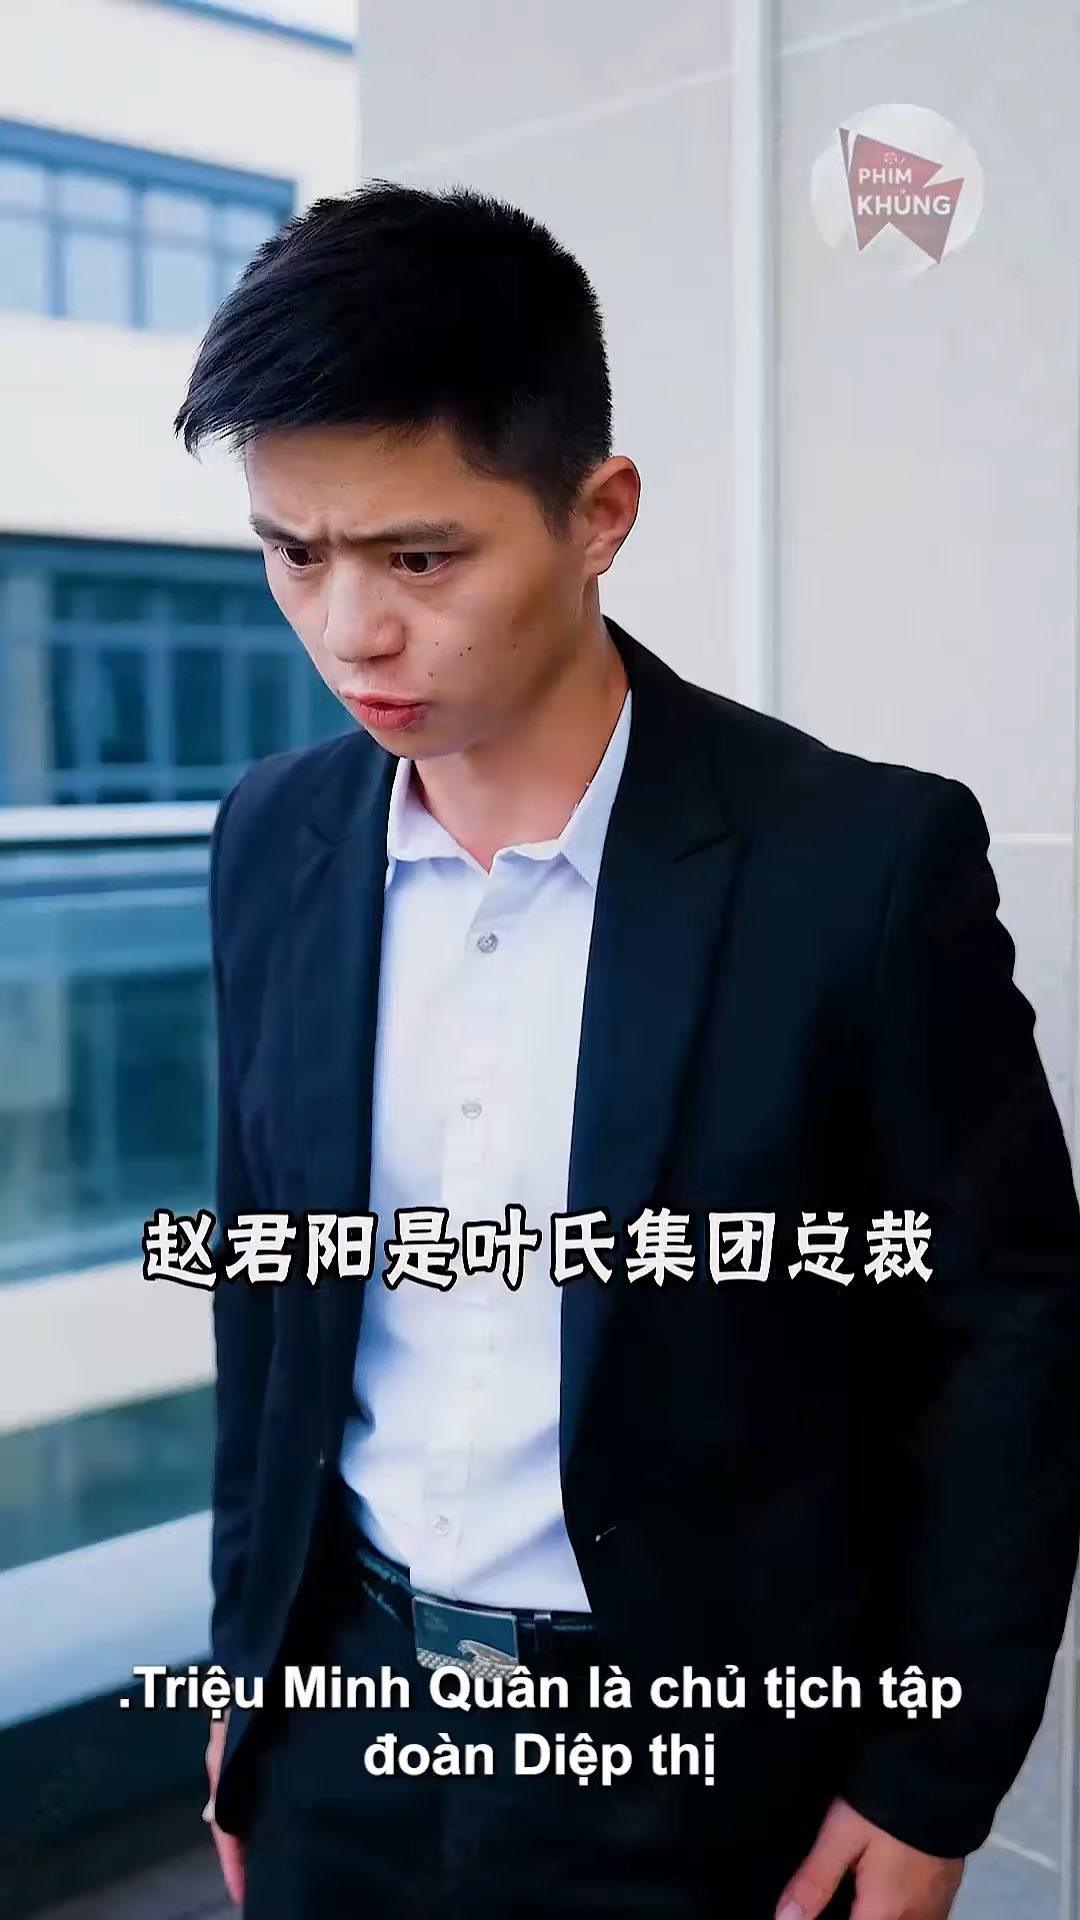 PHIM
KHỦNG
赵君阳是叶氏集团总裁
.Triệu Minh Quân là chủ tịch tập
đoàn Diệp thị